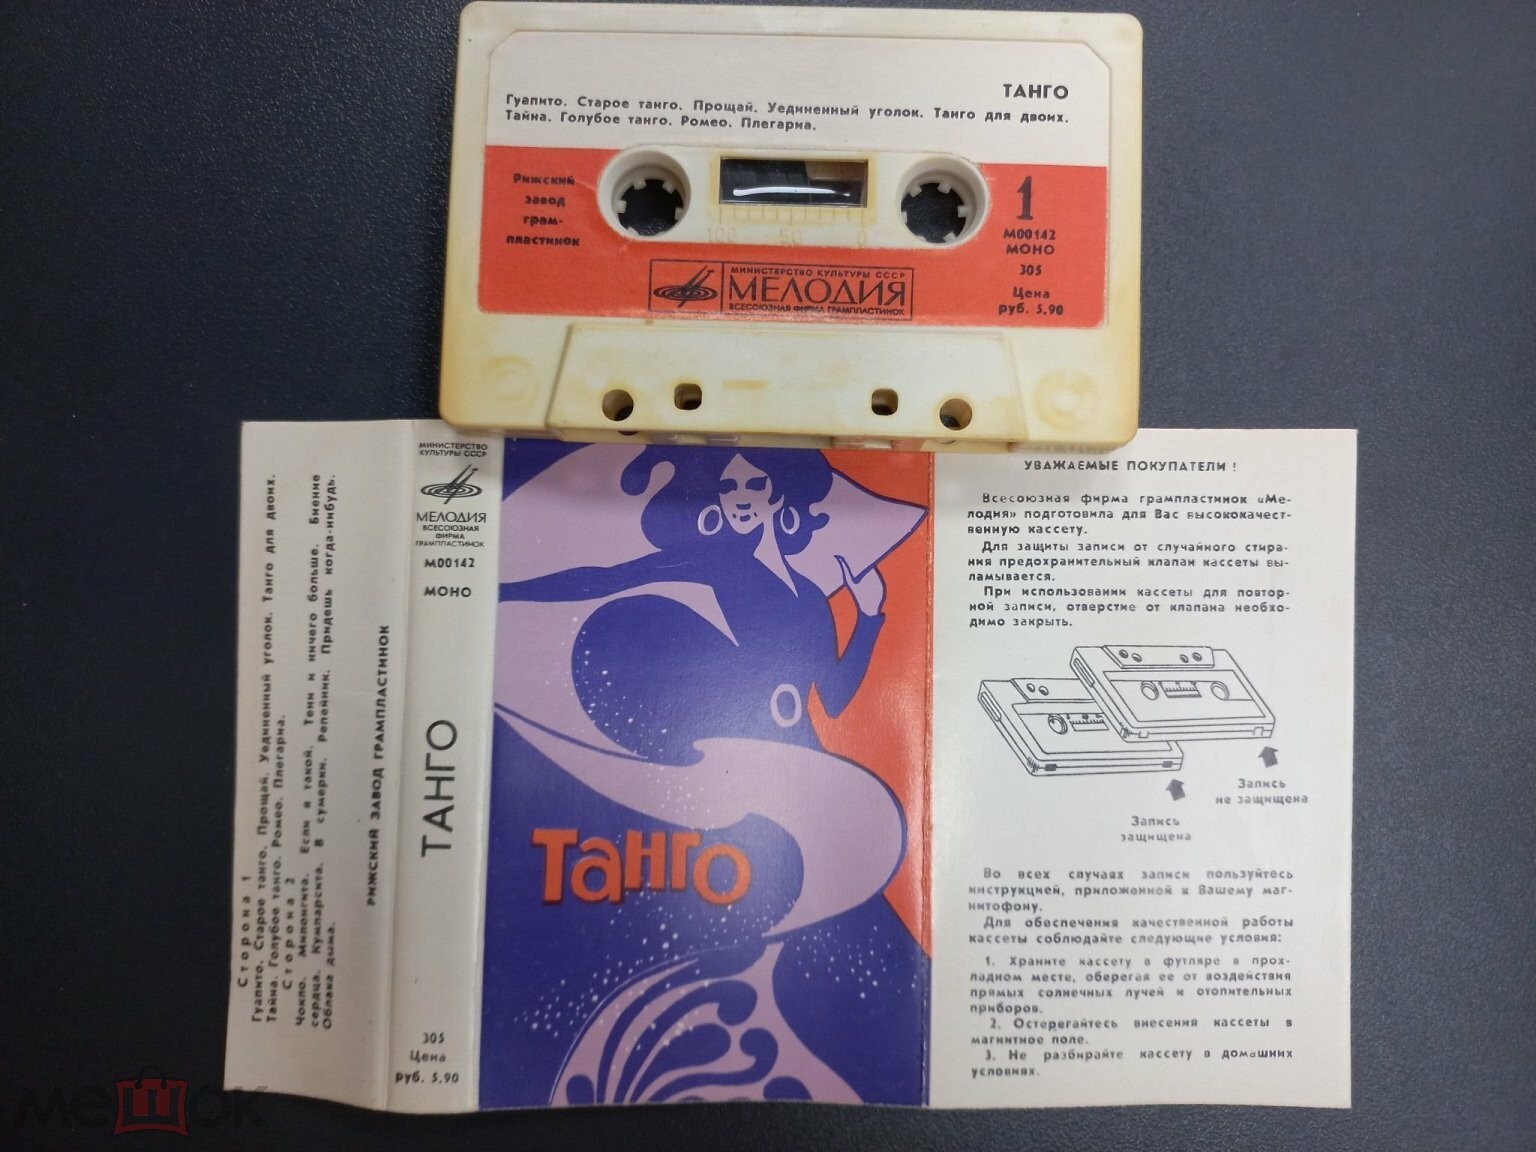 ТАНГО
Гуапито. Старое танго. Прощай. Уединенный уголок. Танго для двоих.
Тайна. Голубое танго. Ромео. Плегариа.
Рижский
завод
грам-
пластинок
100 50 0
1
М00142
МОНО
305
Цена
руб. 5.90
МИНИСТЕРСТВО КУЛЬТУРЫ СССР
МЕЛОДИЯ
ВСЕСОЮЗНАЯ ФИРМА ГРАМПЛАСТИНОК
Сторона 1
Гуапито. Старое танго. Прощай. Уединенный уголок. Танго для двоих.
Тайна. Голубое танго. Ромео. Плегариа.
Сторона 2
Чокло. Милонгита. Если я такой. Тени и ничего больше. Биение
сердца. Кумпарсита. В сумерки. Репейник. Придешь когда-нибудь.
Облака дыма.
РИЖСКИЙ ЗАВОД ГРАМПЛАСТИНОК
МИНИСТЕРСТВО
КУЛЬТУРЫ СССР
МЕЛОДИЯ
ВСЕСОЮЗНАЯ
ФИРМА
ГРАМПЛАСТИНОК
М00142
МОНО
ТАНГО
305
Цена
руб. 5.90
Танго
УВАЖАЕМЫЕ ПОКУПАТЕЛИ !
Всесоюзная фирма грампластинок «Ме-
лодия» подготовила для Вас высококачест-
венную кассету.
Для защиты записи от случайного стира-
ния предохранительный клапан кассеты вы-
ламывается.
При использовании кассеты для повтор-
ной записи, отверстие от клапана необхо-
димо закрыть.
Запись
не защищена
Запись
защищена
Во всех случаях записи пользуйтесь
инструкцией, приложенной к Вашему маг-
нитофону.
Для обеспечения качественной работы
кассеты соблюдайте следующие условия:
1. Храните кассету в футляре в прох-
ладном месте, оберегая ее от воздействия
прямых солнечных лучей и отопительных
приборов.
2. Остерегайтесь внесения кассеты в
магнитное поле.
3. Не разбирайте кассету в домашних
условиях.
мешок